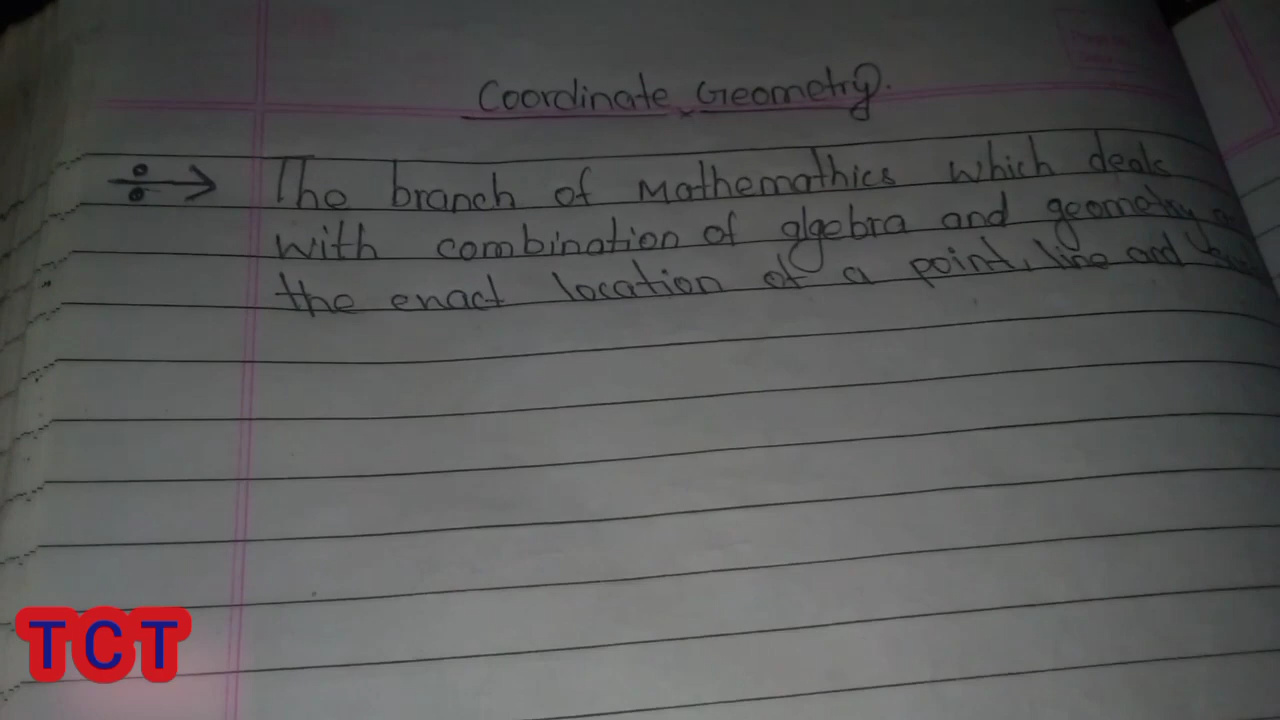 Coordinate Geometry.
The branch of Mathemathics which deals
with combination of algebra and geometry
the enact location of a point, line and
TCT